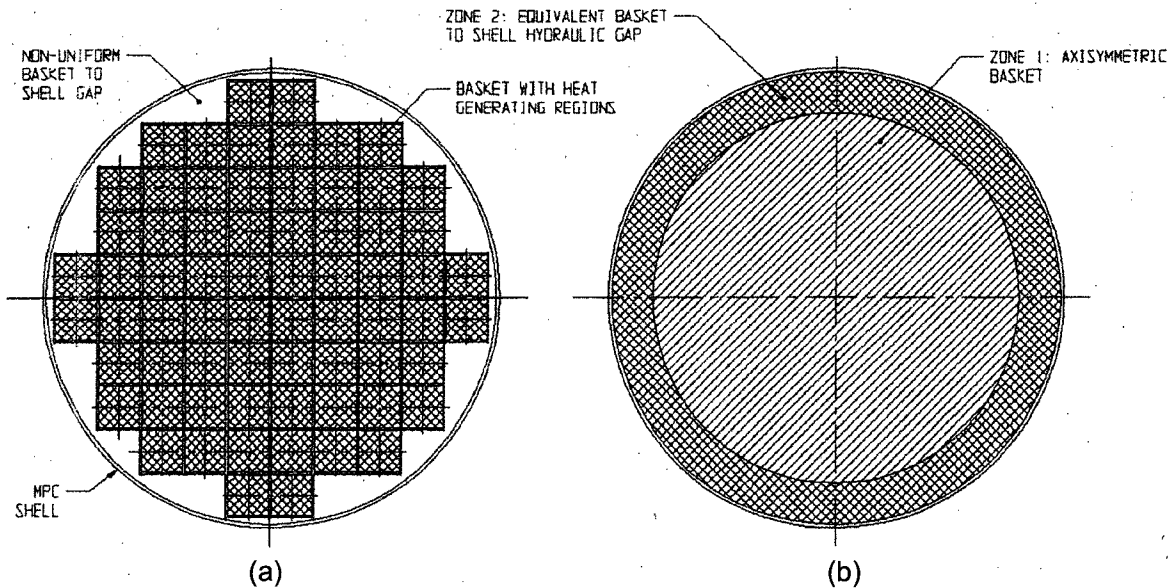 ZONE 2: EQUIVALENT BASKET
TO SHELL HYDRAULIC GAP
NON-UNIFORM
BASKET TO
SHELL GAP
ZONE 1: AXISYMMETRIC
BASKET
BASKET WITH HEAT
GENERATING REGIONS
MPC
SHELL
(a)
(b)